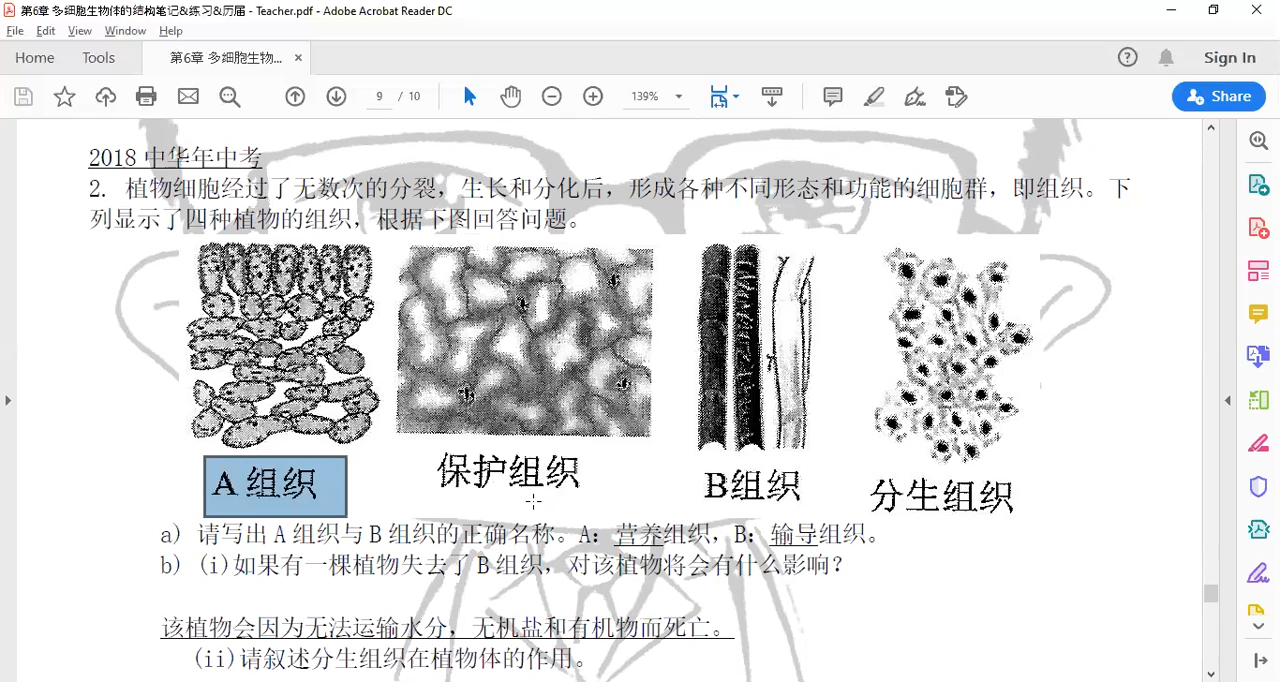 第6章 多细胞生物体的结构笔记&练习&历届 - Teacher.pdf - Adobe Acrobat Reader DC
File Edit View Window Help
Home Tools 第6章 多细胞生物... × Sign In
9 / 10 139% Share
2018 中华年中考
2. 植物细胞经过了无数次的分裂，生长和分化后，形成各种不同形态和功能的细胞群，即组织。下
列显示了四种植物的组织，根据下图回答问题。
A 组织 保护组织 B组织 分生组织
a) 请写出 A 组织与 B 组织的正确名称。A：营养组织，B：输导组织。
b) (i)如果有一棵植物失去了 B 组织，对该植物将会有什么影响？
该植物会因为无法运输水分，无机盐和有机物而死亡。
(ii)请叙述分生组织在植物体的作用。